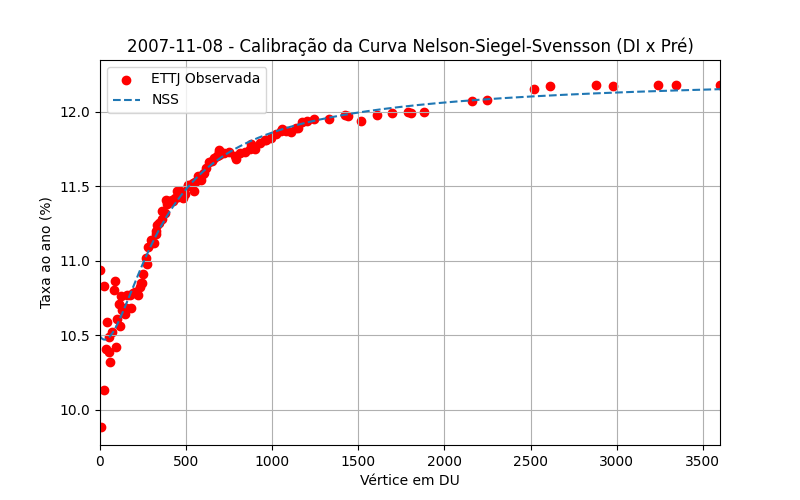 2007-11-08 - Calibração da Curva Nelson-Siegel-Svensson (DI x Pré)
ETTJ Observada
NSS
Taxa ao ano (%)
12.0
11.5
11.0
10.5
10.0
0 500 1000 1500 2000 2500 3000 3500
Vértice em DU